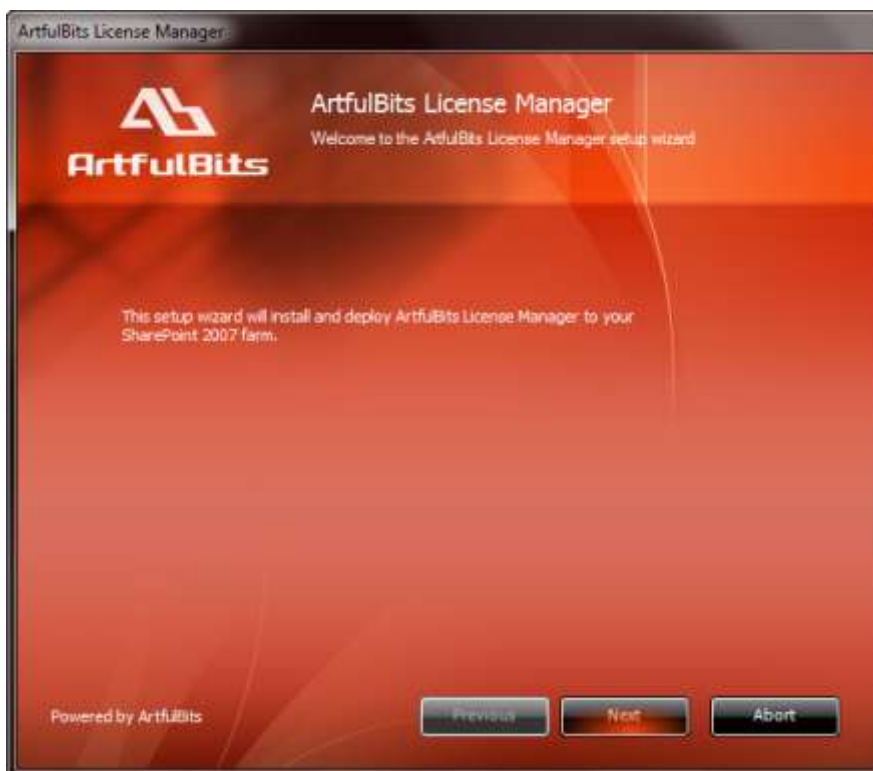 ArtfulBits License Manager
ArtfulBits
ArtfulBits License Manager
Welcome to the ArtfulBits License Manager setup wizard
This setup wizard will install and deploy ArtfulBits License Manager to your
SharePoint 2007 farm.
Powered by ArtfulBits
Previous
Next
Abort